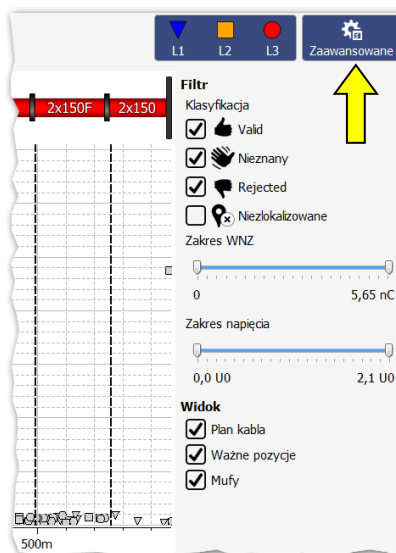 L1 L2 L3 Zaawansowane
2x150F 2x150
Filtr
Klasyfikacja
Valid
Nieznany
Rejected
Niezlokalizowane
Zakres WNZ
0 5,65 nC
Zakres napięcia
0,0 U0 2,1 U0
Widok
Plan kabla
Ważne pozycje
Mufy
500m